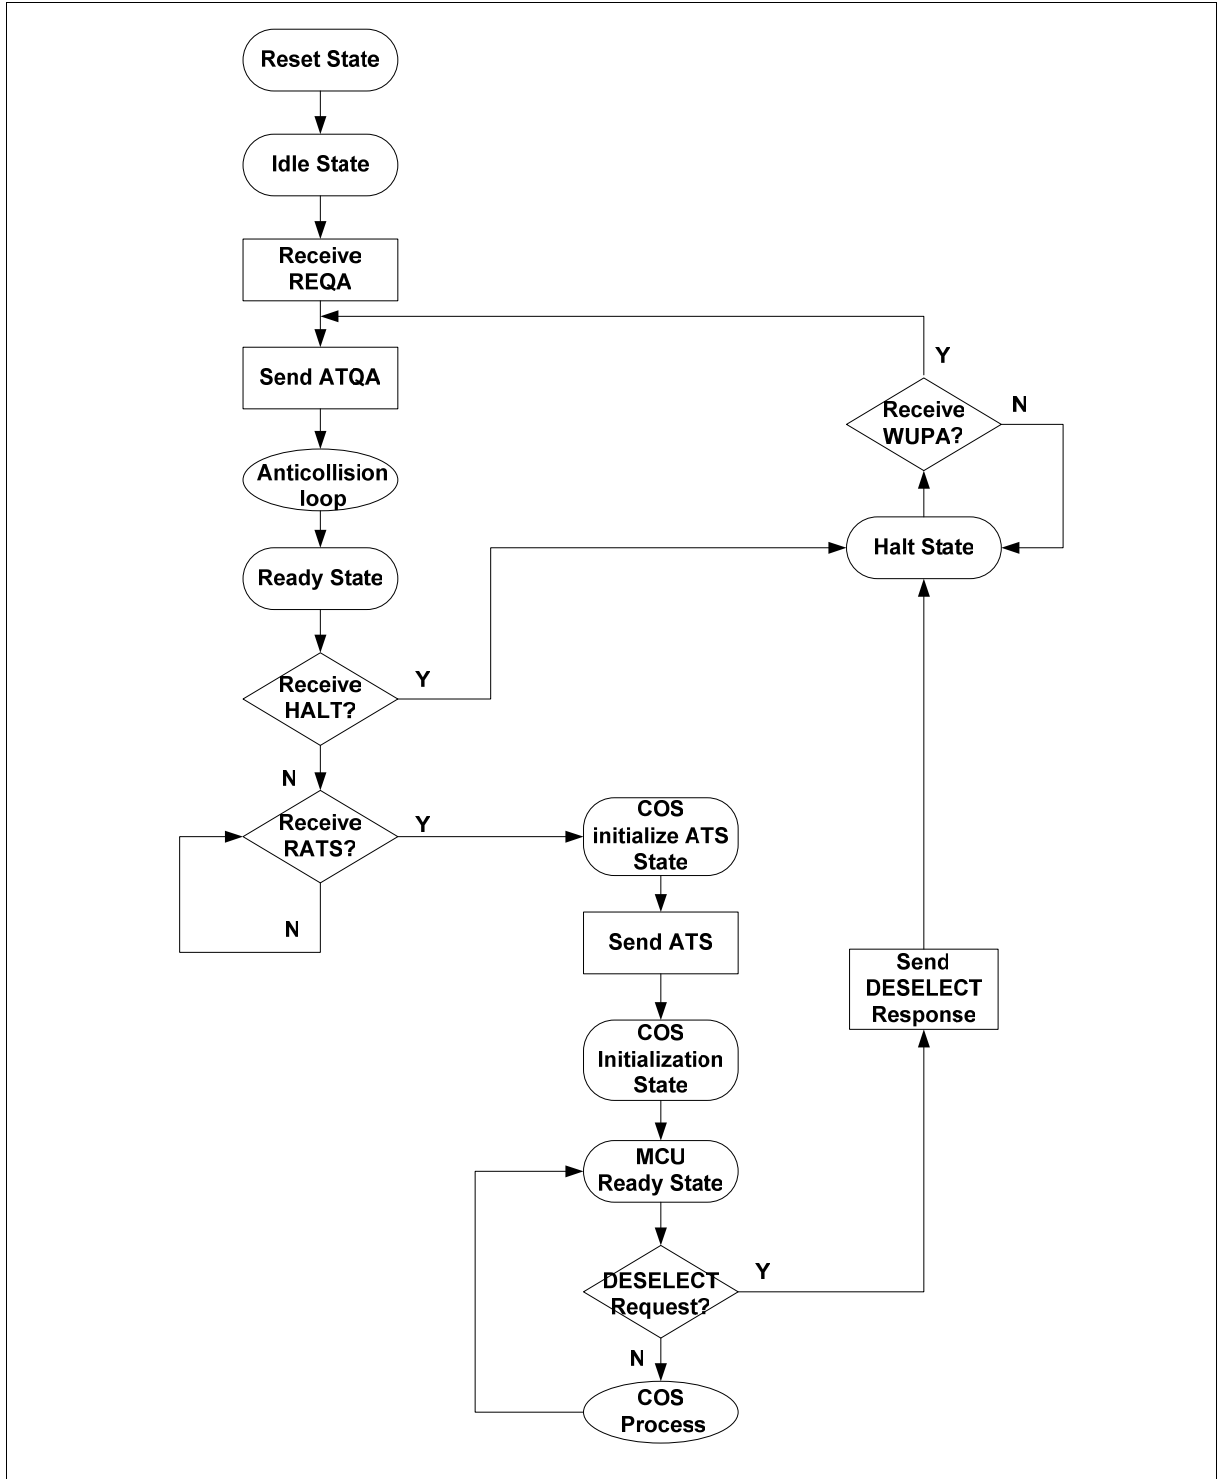 Reset State
Idle State
Receive
REQA
Send ATQA
Y
Receive
WUPA?
N
Anticollision
loop
Halt State
Ready State
Receive
HALT?
Y
N
Receive
RATS?
Y
N
COS
initialize ATS
State
Send ATS
Send
DESELECT
Response
COS
Initialization
State
MCU
Ready State
DESELECT
Request?
Y
N
COS
Process